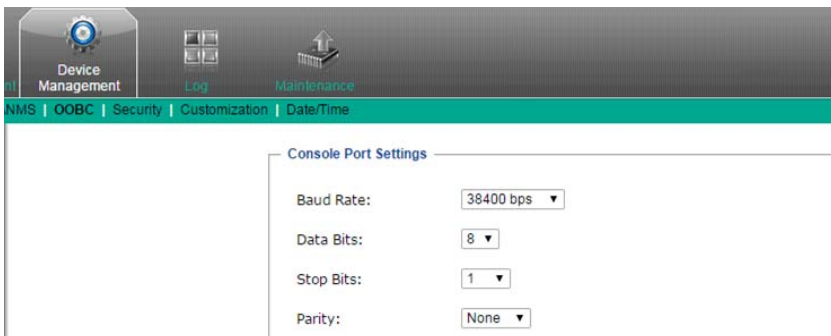 Device
Management
Log
Maintenance
ANMS | OOBC | Security | Customization | Date/Time
Console Port Settings
Baud Rate: 38400 bps
Data Bits: 8
Stop Bits: 1
Parity: None